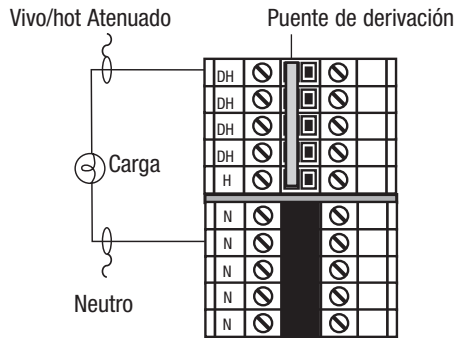 Vivo/hot Atenuado
Puente de derivación
DH
DH
DH
DH
H
Carga
N
N
N
N
N
Neutro